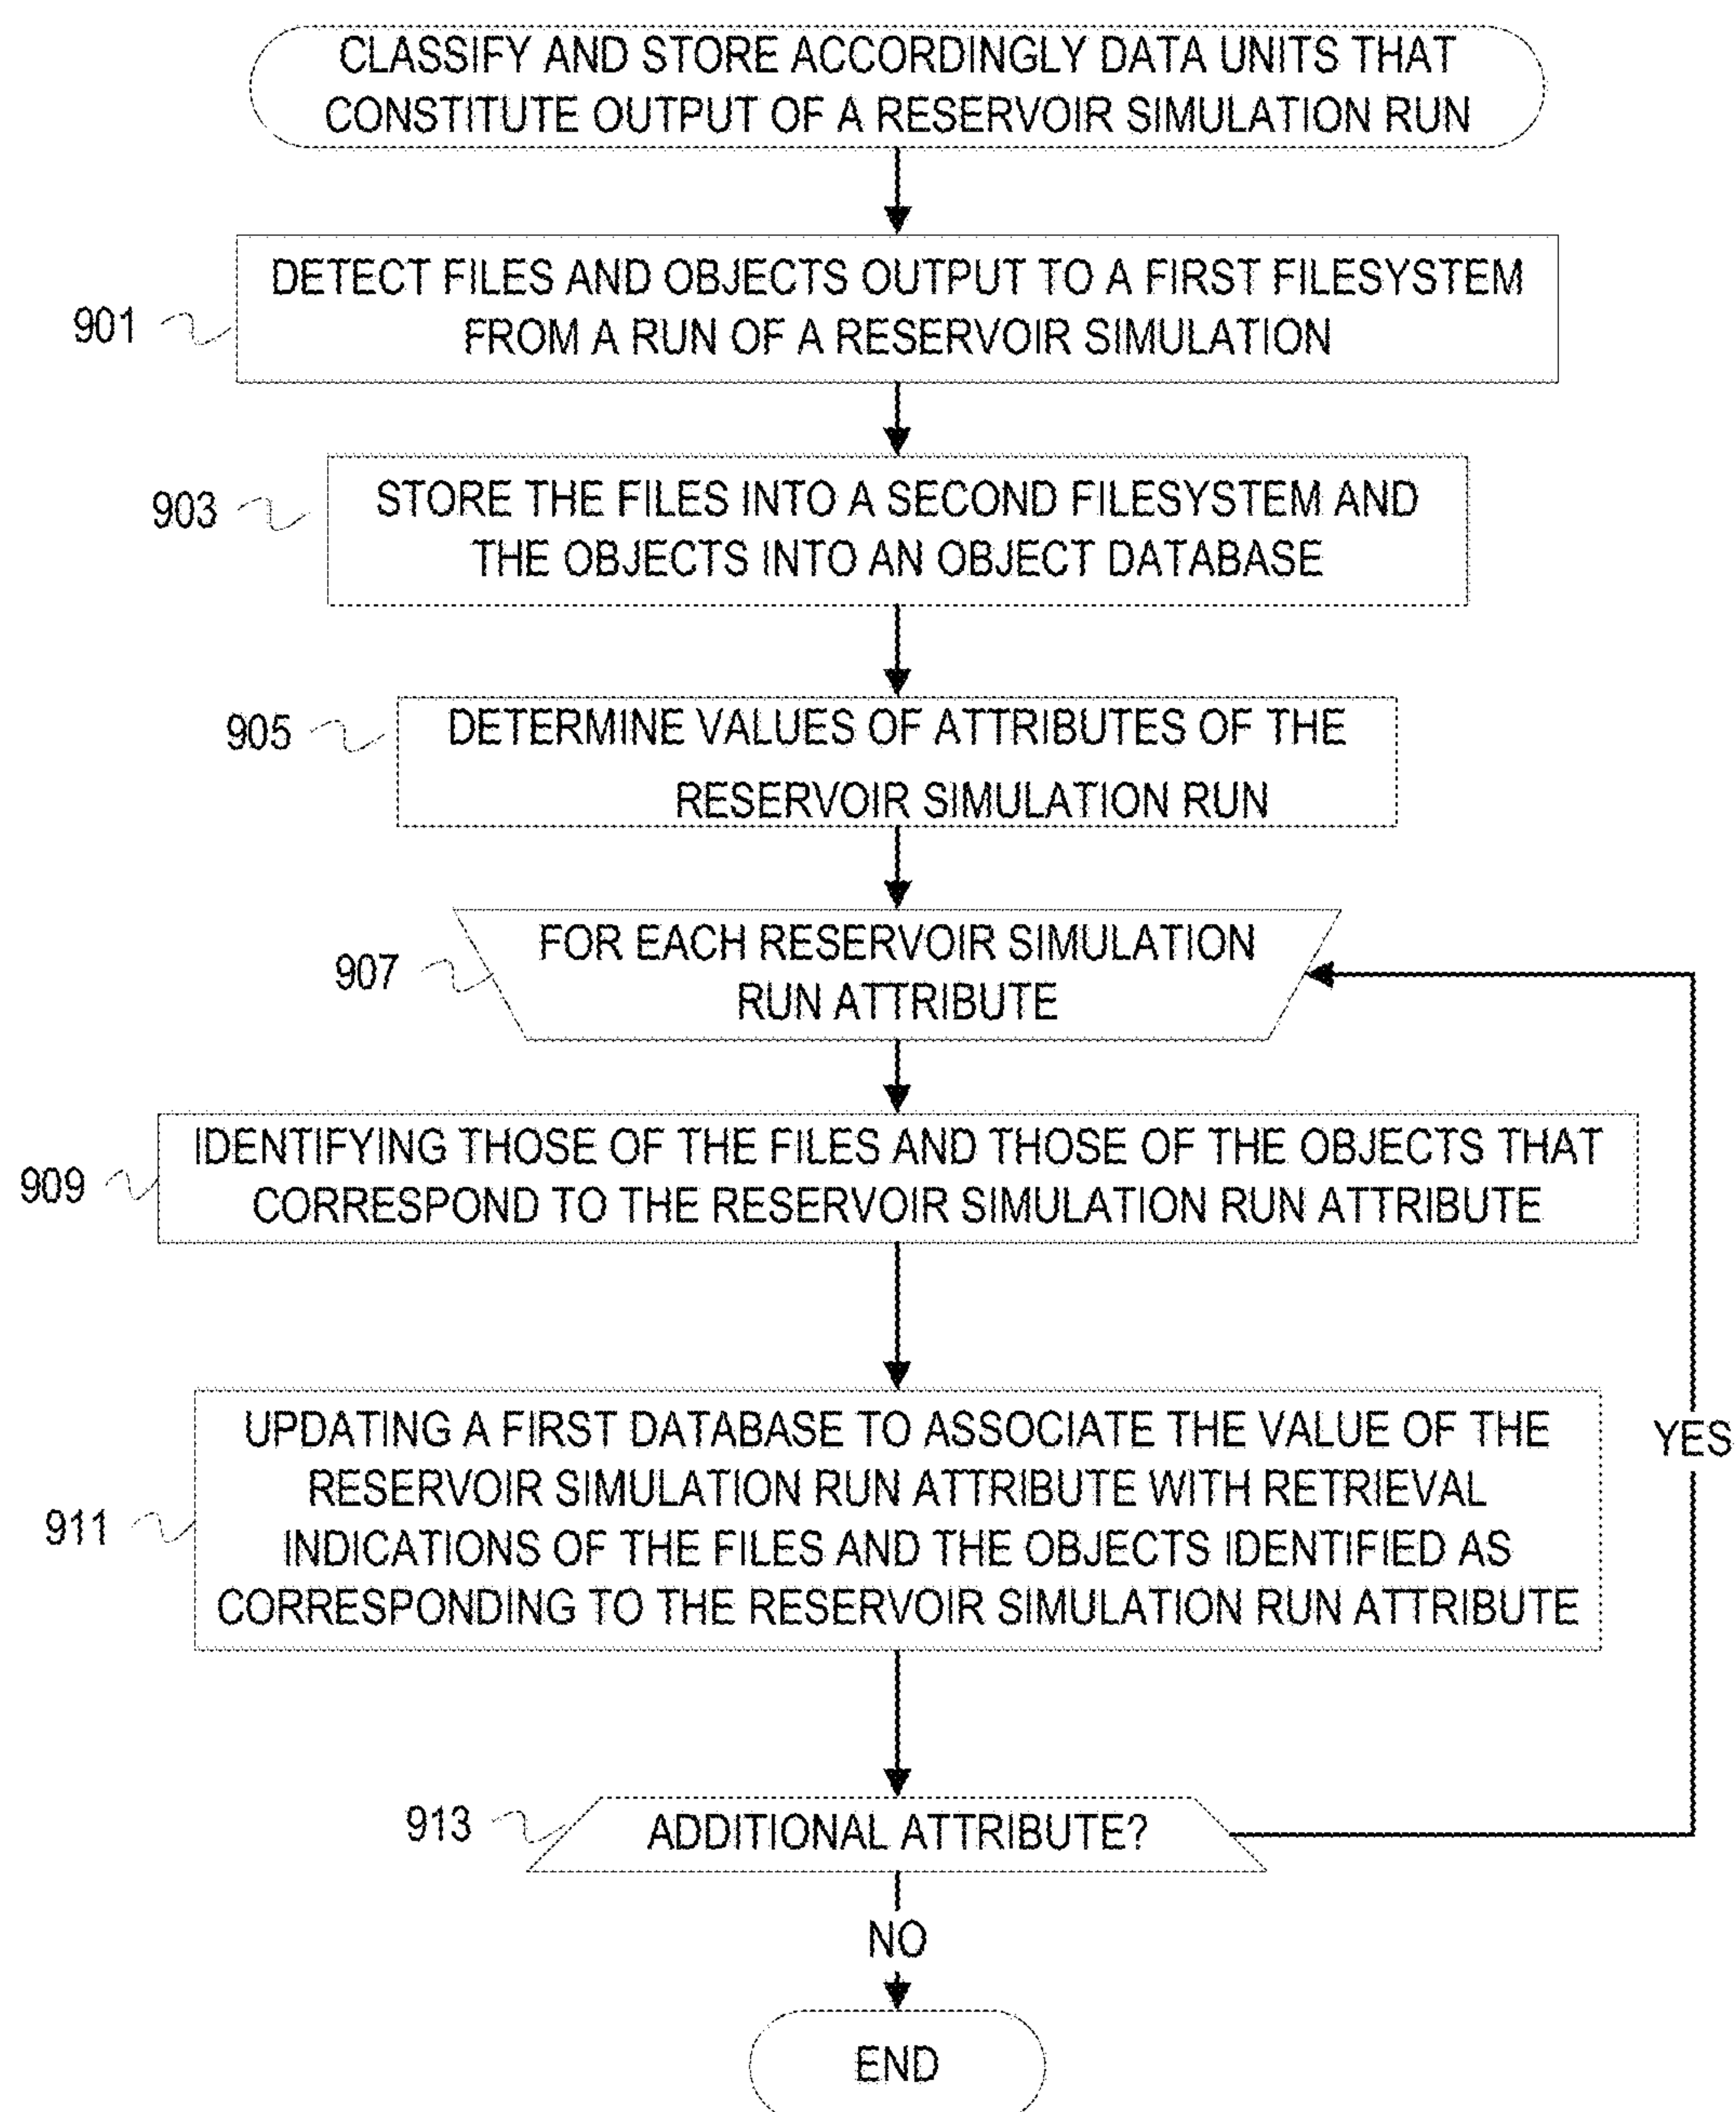 CLASSIFY AND STORE ACCORDINGLY DATA UNITS THAT
CONSTITUTE OUTPUT OF A RESERVOIR SIMULATION RUN
901
DETECT FILES AND OBJECTS OUTPUT TO A FIRST FILESYSTEM
FROM A RUN OF A RESERVOIR SIMULATION
903
STORE THE FILES INTO A SECOND FILESYSTEM AND
THE OBJECTS INTO AN OBJECT DATABASE
905
DETERMINE VALUES OF ATTRIBUTES OF THE
RESERVOIR SIMULATION RUN
907
FOR EACH RESERVOIR SIMULATION
RUN ATTRIBUTE
909
IDENTIFYING THOSE OF THE FILES AND THOSE OF THE OBJECTS THAT
CORRESPOND TO THE RESERVOIR SIMULATION RUN ATTRIBUTE
911
UPDATING A FIRST DATABASE TO ASSOCIATE THE VALUE OF THE
RESERVOIR SIMULATION RUN ATTRIBUTE WITH RETRIEVAL
INDICATIONS OF THE FILES AND THE OBJECTS IDENTIFIED AS
CORRESPONDING TO THE RESERVOIR SIMULATION RUN ATTRIBUTE
YES
913
ADDITIONAL ATTRIBUTE?
NO
END